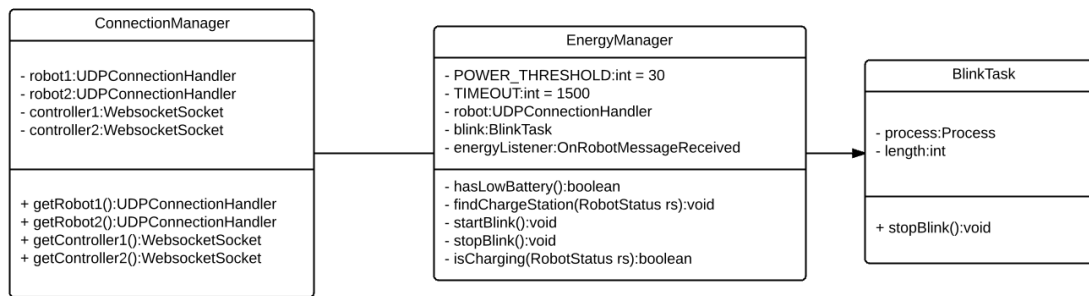 ConnectionManager
- robot1:UDPConnectionHandler
- robot2:UDPConnectionHandler
- controller1:WebsocketSocket
- controller2:WebsocketSocket
+ getRobot1():UDPConnectionHandler
+ getRobot2():UDPConnectionHandler
+ getController1():WebsocketSocket
+ getController2():WebsocketSocket
EnergyManager
- POWER_THRESHOLD:int = 30
- TIMEOUT:int = 1500
- robot:UDPConnectionHandler
- blink:BlinkTask
- energyListener:OnRobotMessageReceived
- hasLowBattery():boolean
- findChargeStation(RobotStatus rs):void
- startBlink():void
- stopBlink():void
- isCharging(RobotStatus rs):boolean
BlinkTask
- process:Process
- length:int
+ stopBlink():void